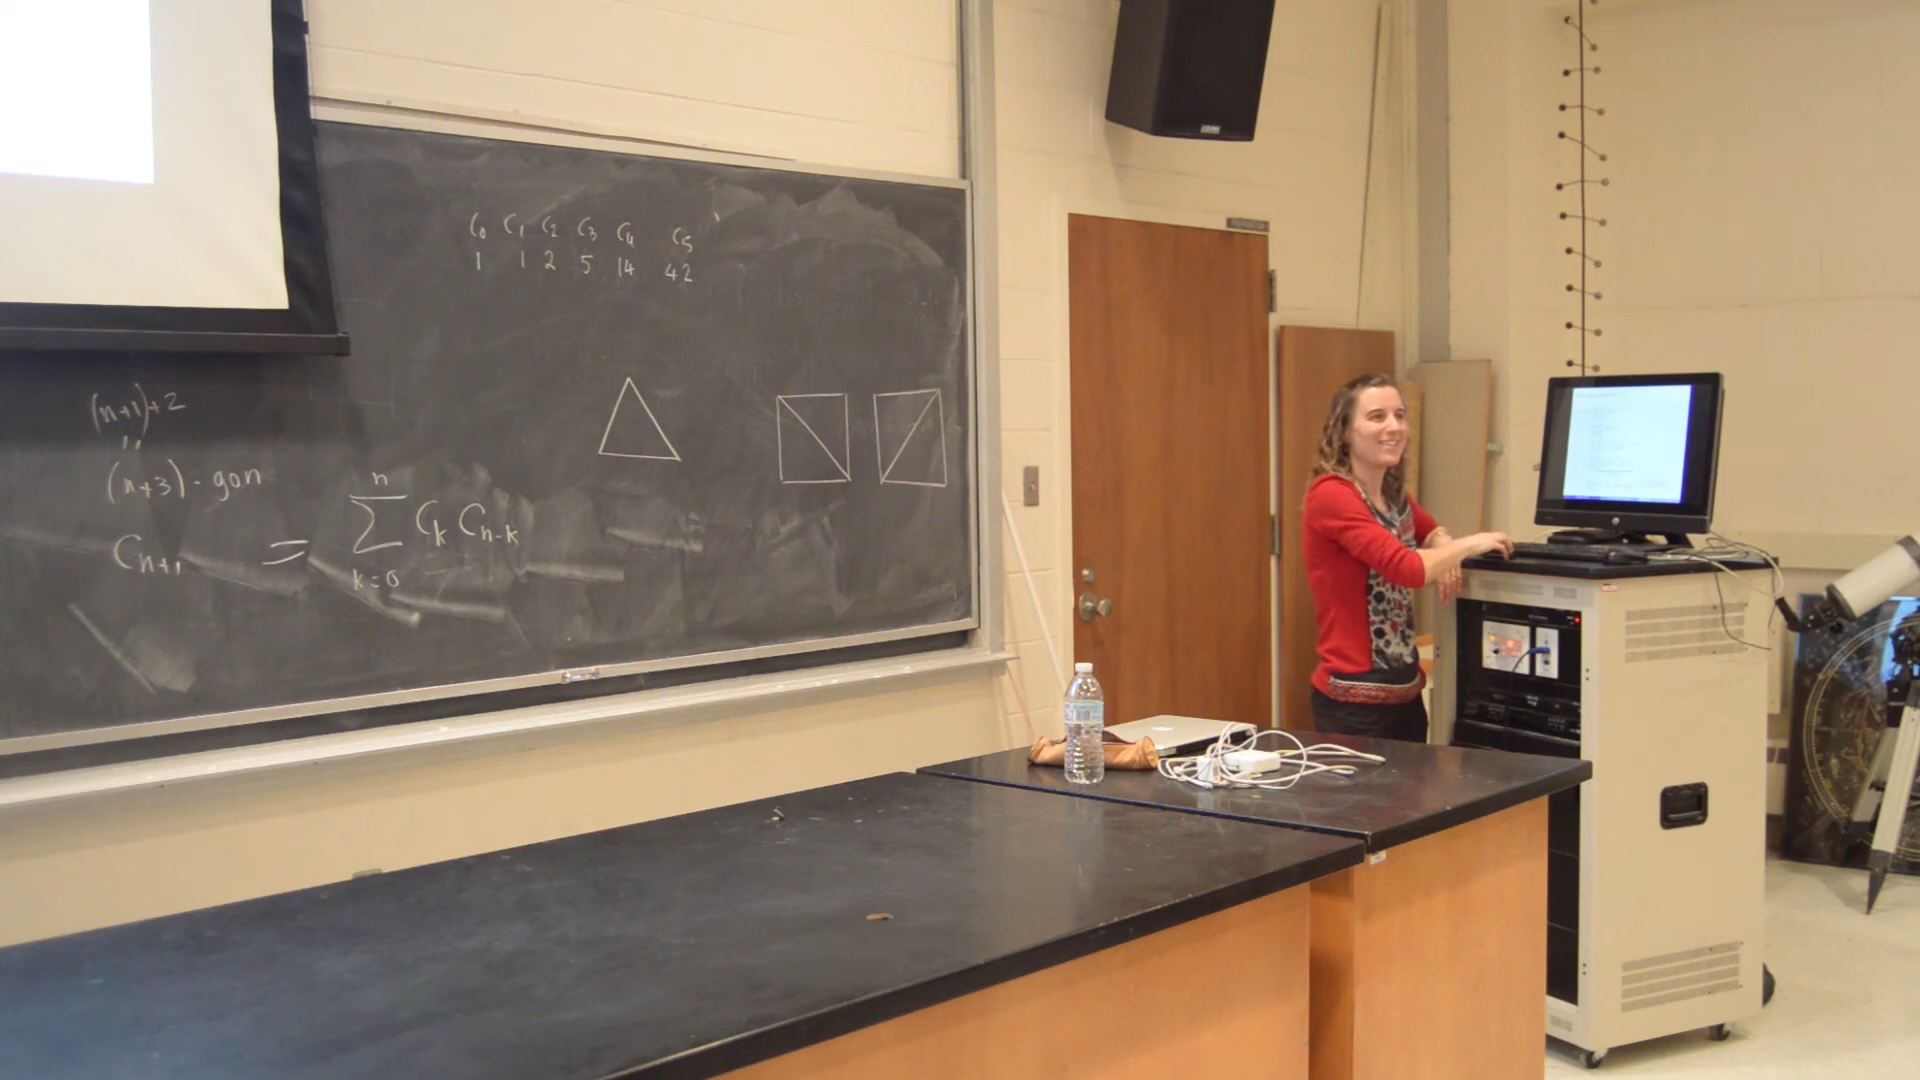 C₀ C₁ C₂ C₃ C₄ C₅
1 1 2 5 14 42
(n+1)+2
"
(n+3)-gon
n
Cₙ₊₁ = ∑ Cₖ Cₙ₋ₖ
k=0